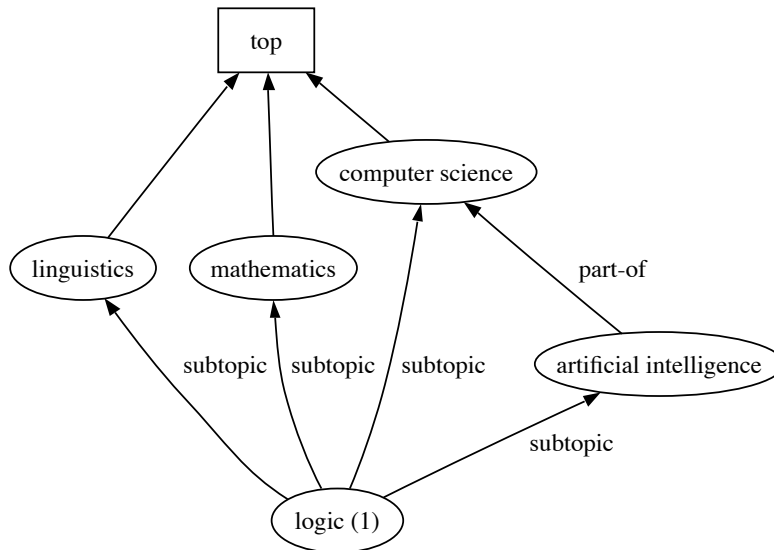 top
computer science
linguistics
mathematics
part-of
subtopic
subtopic
subtopic
artificial intelligence
subtopic
logic (1)